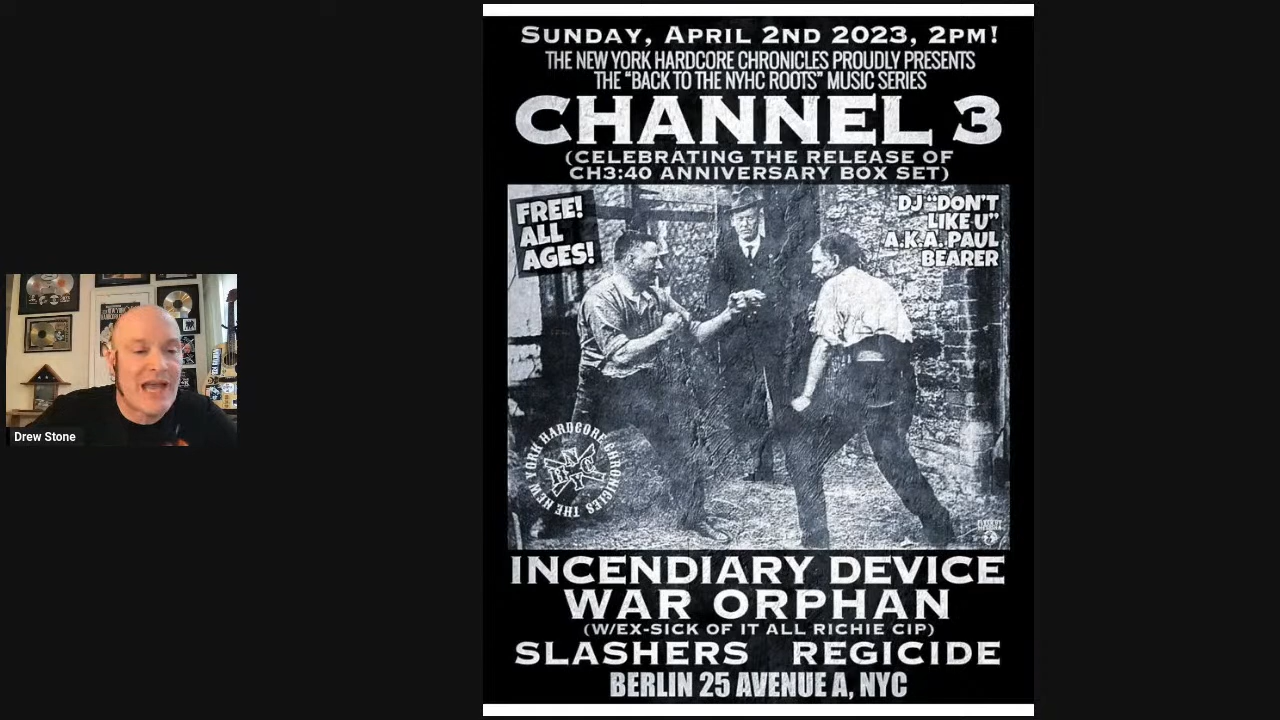 SUNDAY, APRIL 2ND 2023, 2PM!
THE NEW YORK HARDCORE CHRONICLES PROUDLY PRESENTS
THE "BACK TO THE NYHC ROOTS" MUSIC SERIES
CHANNEL 3
(CELEBRATING THE RELEASE OF
CH3:40 ANNIVERSARY BOX SET)
FREE!
ALL
AGES!
DJ "DON'T
LIKE U"
A.K.A. PAUL
BEARER
THE NEW YORK HARDCORE CHRONICLES
N
H C
Y
INCENDIARY DEVICE
WAR ORPHAN
(W/EX-SICK OF IT ALL RICHIE CIP)
SLASHERS REGICIDE
BERLIN 25 AVENUE A, NYC
Drew Stone